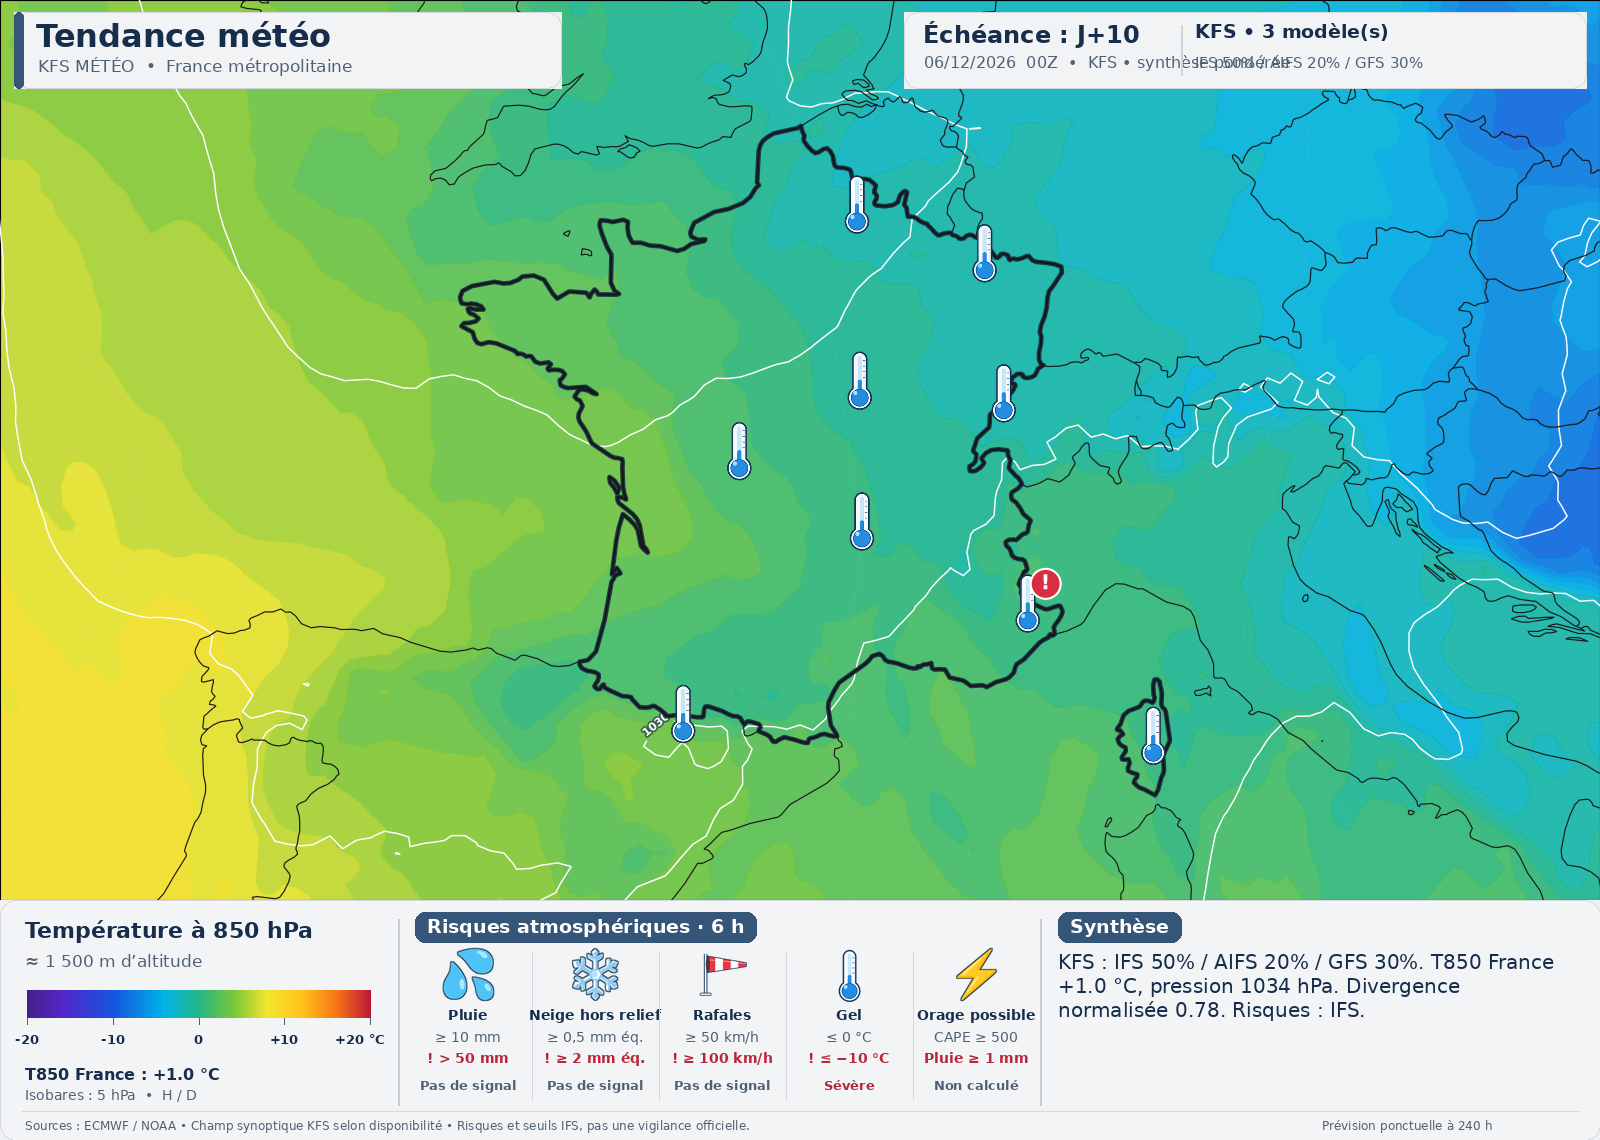 Tendance météo
KFS MÉTÉO • France métropolitaine
Échéance : J+10
06/12/2026 00Z • KFS • synthèse pondérée
KFS • 3 modèle(s)
IFS 50% / AIFS 20% / GFS 30%
!
1030
Température à 850 hPa
≈ 1 500 m d’altitude
-20 -10 0 +10 +20 °C
T850 France : +1.0 °C
Isobares : 5 hPa • H / D
Risques atmosphériques · 6 h
Pluie
≥ 10 mm
! > 50 mm
Pas de signal
Neige hors relief
≥ 0,5 mm éq.
! ≥ 2 mm éq.
Pas de signal
Rafales
≥ 50 km/h
! ≥ 100 km/h
Pas de signal
Gel
≤ 0 °C
! ≤ −10 °C
Sévère
Orage possible
CAPE ≥ 500
Pluie ≥ 1 mm
Non calculé
Synthèse
KFS : IFS 50% / AIFS 20% / GFS 30%. T850 France
+1.0 °C, pression 1034 hPa. Divergence
normalisée 0.78. Risques : IFS.
Sources : ECMWF / NOAA • Champ synoptique KFS selon disponibilité • Risques et seuils IFS, pas une vigilance officielle.
Prévision ponctuelle à 240 h